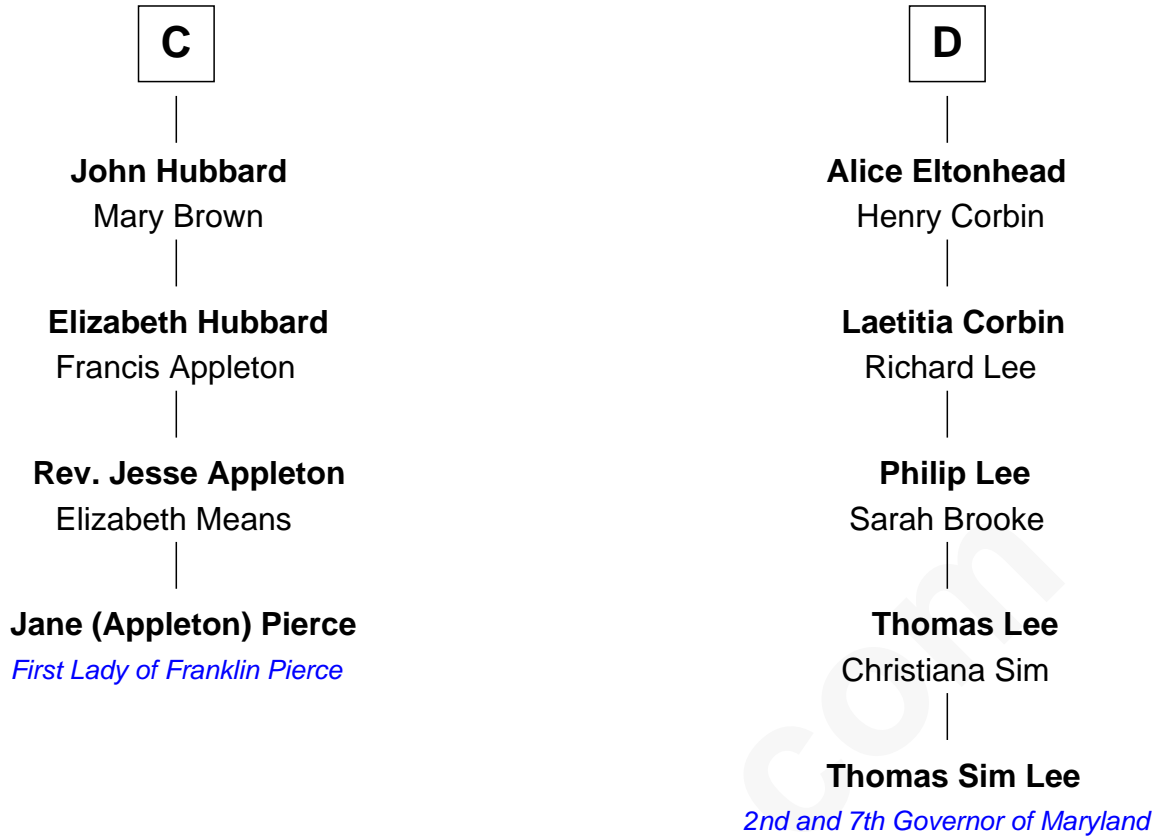 C
John Hubbard
Mary Brown
Elizabeth Hubbard
Francis Appleton
Rev. Jesse Appleton
Elizabeth Means
Jane (Appleton) Pierce
First Lady of Franklin Pierce
D
Alice Eltonhead
Henry Corbin
Laetitia Corbin
Richard Lee
Philip Lee
Sarah Brooke
Thomas Lee
Christiana Sim
Thomas Sim Lee
2nd and 7th Governor of Maryland
com